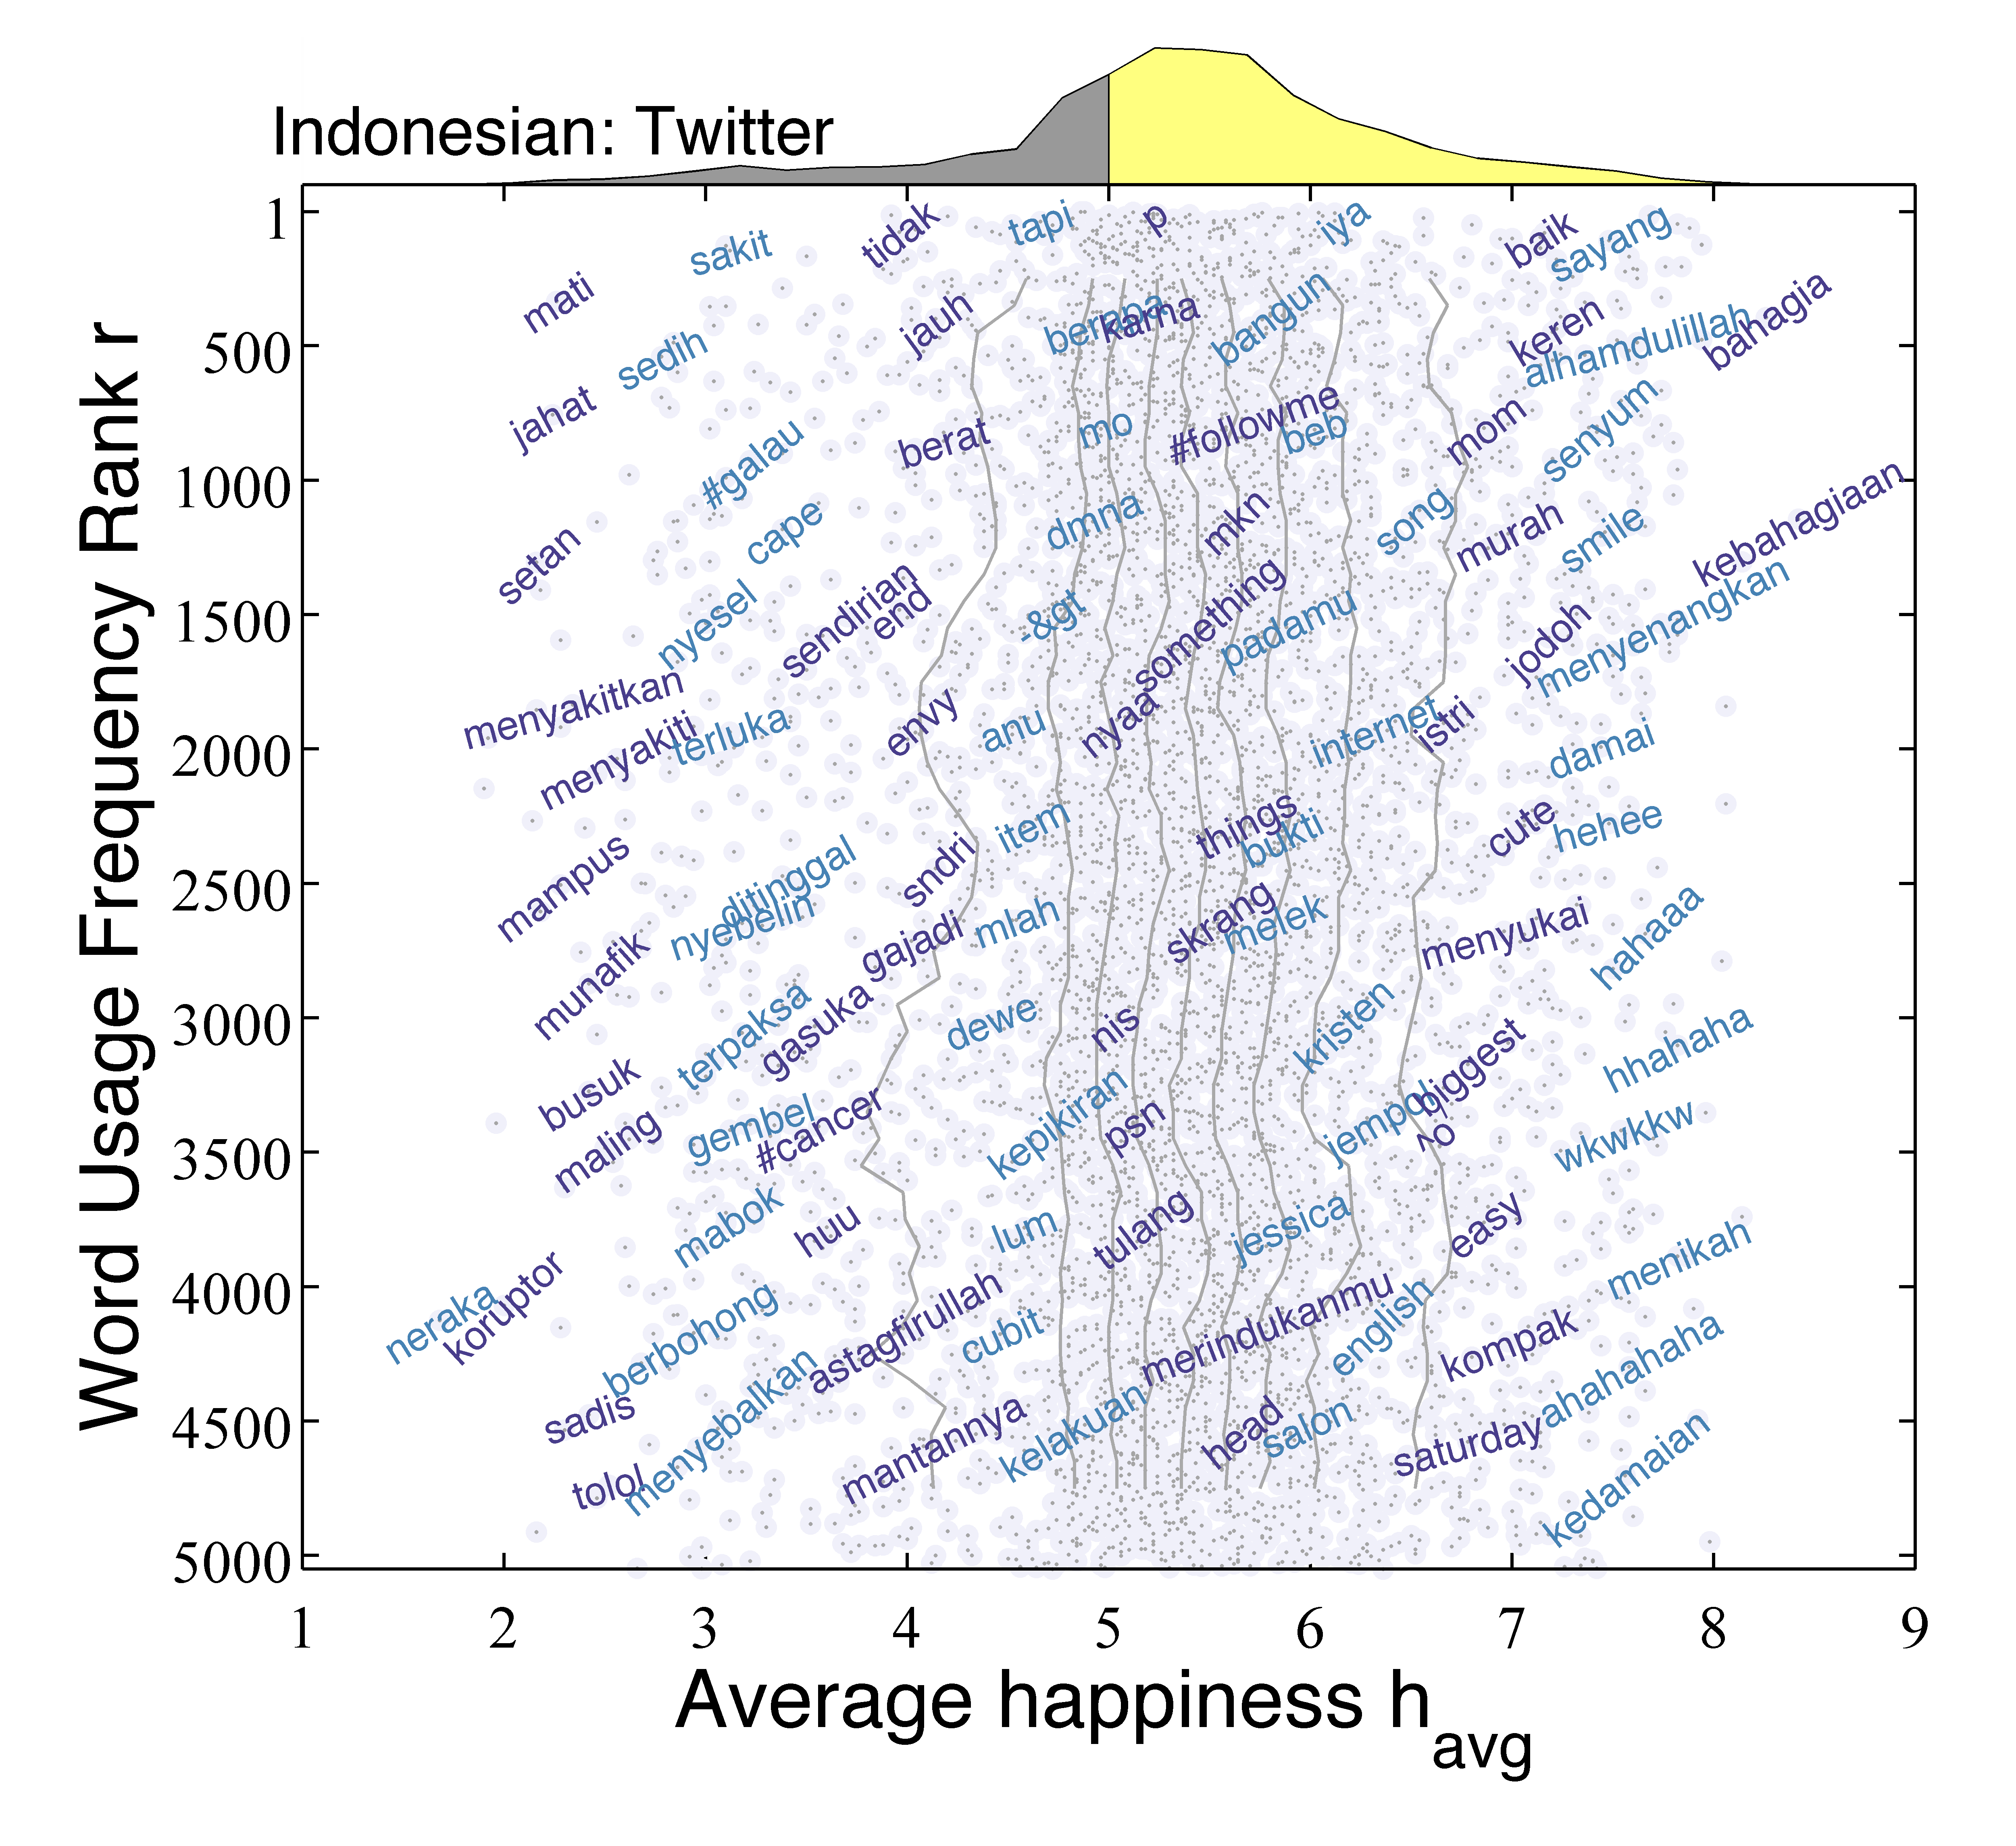 Indonesian: Twitter
Word Usage Frequency Rank r
1
500
1000
1500
2000
2500
3000
3500
4000
4500
5000
tidak
tapi
p
iya
baik
sayang
sakit
mati
jauh
berapa
karna
bangun
keren
alhamdulillah
bahagia
sedih
jahat
berat
mo
#followme
beb
mom
senyum
#galau
cape
dmna
mkn
song
murah
smile
kebahagiaan
setan
nyesel
sendirian
end
-&gt
something
padamu
jodoh
menyenangkan
menyakitkan
menyakiti
terluka
envy
anu
nyaa
internet
istri
damai
mampus
ditinggal
nyebelin
sndri
item
things
bukti
cute
hehee
munafik
gajadi
mlah
skrang
melek
menyukai
hahaaa
terpaksa
gasuka
dewe
nis
kristen
biggest
hhahaha
busuk
maling
gembel
#cancer
kepikiran
psn
jempol
^o
wkwkkw
mabok
huu
lum
tulang
jessica
easy
menikah
neraka
koruptor
berbohong
astagfirullah
cubit
merindukanmu
english
kompak
ahahahaha
sadis
menyebalkan
tolol
mantannya
kelakuan
head
salon
saturday
kedamaian
1 2 3 4 5 6 7 8 9
Average happiness h avg